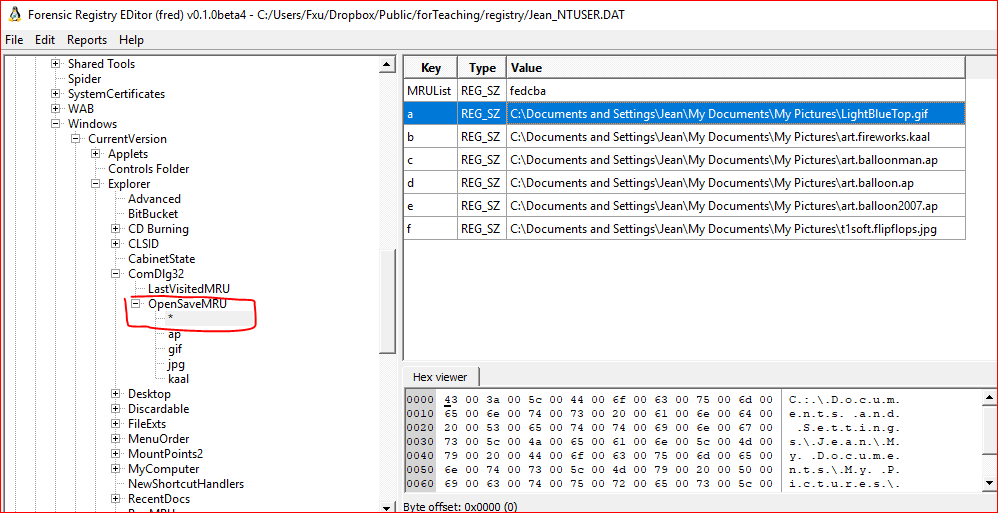 Forensic Registry EDitor (fred) v0.1.0beta4 - C:/Users/Fxu/Dropbox/Public/forTeaching/registry/Jean_NTUSER.DAT
File Edit Reports Help
Shared Tools
Spider
SystemCertificates
WAB
Windows
CurrentVersion
Applets
Controls Folder
Explorer
Advanced
BitBucket
CD Burning
CLSID
CabinetState
ComDlg32
LastVisitedMRU
OpenSaveMRU
*
ap
gif
jpg
kaal
Desktop
Discardable
FileExts
MenuOrder
MountPoints2
MyComputer
NewShortcutHandlers
RecentDocs
Key Type Value
MRUList REG_SZ fedcba
a REG_SZ C:\Documents and Settings\Jean\My Documents\My Pictures\LightBlueTop.gif
b REG_SZ C:\Documents and Settings\Jean\My Documents\My Pictures\art.fireworks.kaal
c REG_SZ C:\Documents and Settings\Jean\My Documents\My Pictures\art.balloonman.ap
d REG_SZ C:\Documents and Settings\Jean\My Documents\My Pictures\art.balloon.ap
e REG_SZ C:\Documents and Settings\Jean\My Documents\My Pictures\art.balloon2007.ap
f REG_SZ C:\Documents and Settings\Jean\My Documents\My Pictures\t1soft.flipflops.jpg
Hex viewer
0000 43 00 3a 00 5c 00 44 00 6f 00 63 00 75 00 6d 00 C.:.\.D.o.c.u.m.
0010 65 00 6e 00 74 00 73 00 20 00 61 00 6e 00 64 00 e.n.t.s. .a.n.d.
0020 20 00 53 00 65 00 74 00 74 00 69 00 6e 00 67 00 .S.e.t.t.i.n.g.
0030 73 00 5c 00 4a 00 65 00 61 00 6e 00 5c 00 4d 00 s.\.J.e.a.n.\.M.
0040 79 00 20 00 44 00 6f 00 63 00 75 00 6d 00 65 00 y. .D.o.c.u.m.e.
0050 6e 00 74 00 73 00 5c 00 4d 00 79 00 20 00 50 00 n.t.s.\.M.y. .P.
0060 69 00 63 00 74 00 75 00 72 00 65 00 73 00 5c 00 i.c.t.u.r.e.s.\.
Byte offset: 0x0000 (0)